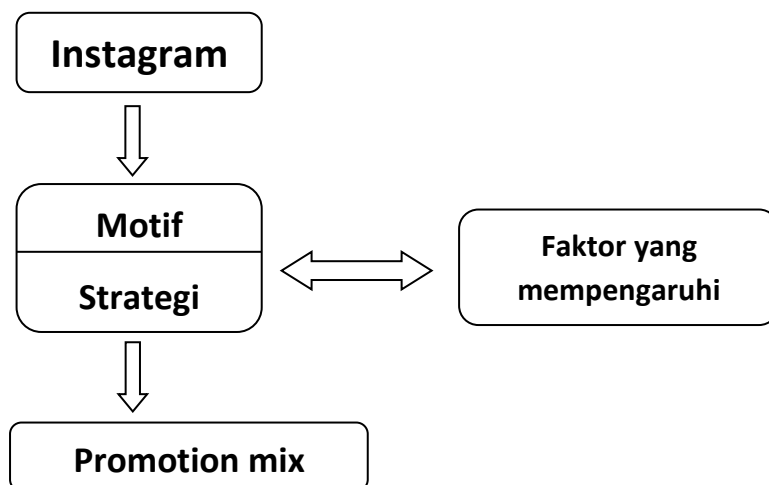 Instagram
Motif
Strategi
Faktor yang
mempengaruhi
Promotion mix